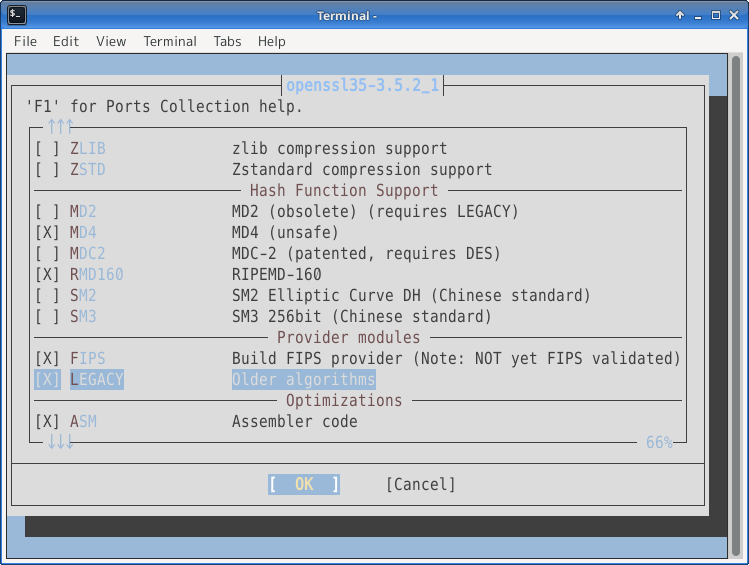 Terminal -
File Edit View Terminal Tabs Help
openssl35-3.5.2_1
'F1' for Ports Collection help.
↑↑↑
[ ] ZLIB zlib compression support
[ ] ZSTD Zstandard compression support
Hash Function Support
[ ] MD2 MD2 (obsolete) (requires LEGACY)
[X] MD4 MD4 (unsafe)
[ ] MDC2 MDC-2 (patented, requires DES)
[X] RMD160 RIPEMD-160
[ ] SM2 SM2 Elliptic Curve DH (Chinese standard)
[ ] SM3 SM3 256bit (Chinese standard)
Provider modules
[X] FIPS Build FIPS provider (Note: NOT yet FIPS validated)
[X] LEGACY Older algorithms
Optimizations
[X] ASM Assembler code
↓↓↓ 66%
[ OK ] [Cancel]